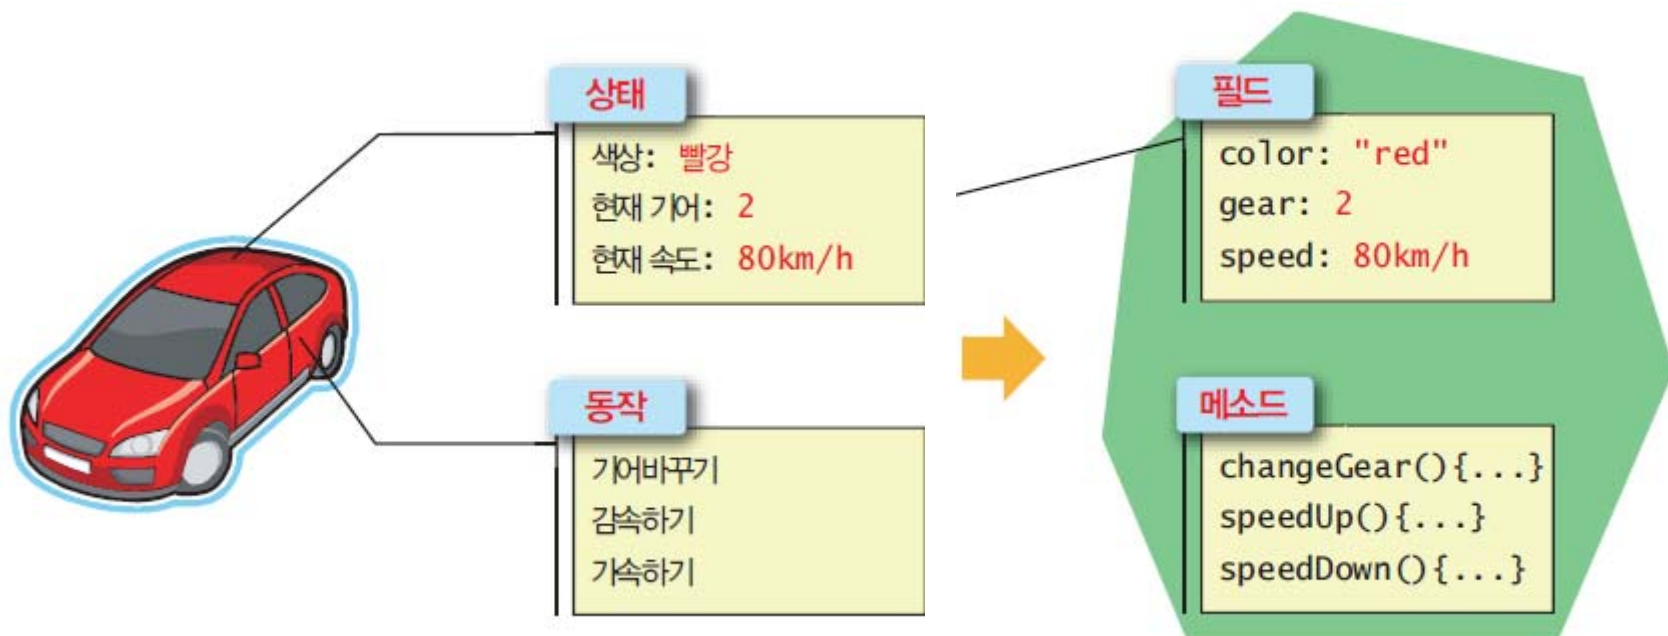 상태
색상: 빨강
현재 기어: 2
현재 속도: 80km/h
동작
기어바꾸기
감속하기
가속하기
필드
color: "red"
gear: 2
speed: 80km/h
메소드
changeGear(){...}
speedUp(){...}
speedDown(){...}